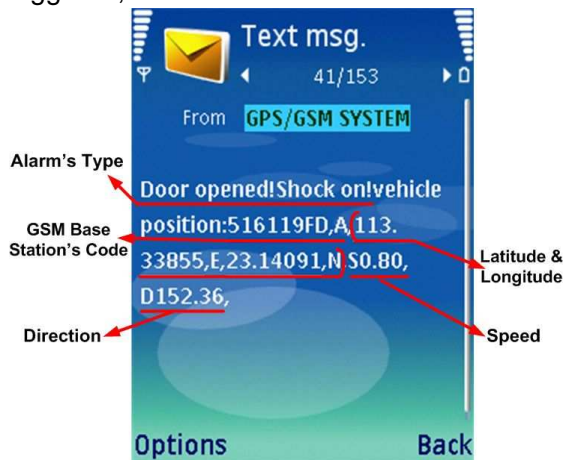 Text msg.
41/153
From GPS/GSM SYSTEM
Alarm's Type
Door opened!Shock on!vehicle
GSM Base
Station's Code
position:516119FD,A,113.
33855,E,23.14091,N,S0.80,
Latitude &
Longitude
D152.36,
Direction
Speed
Options
Back